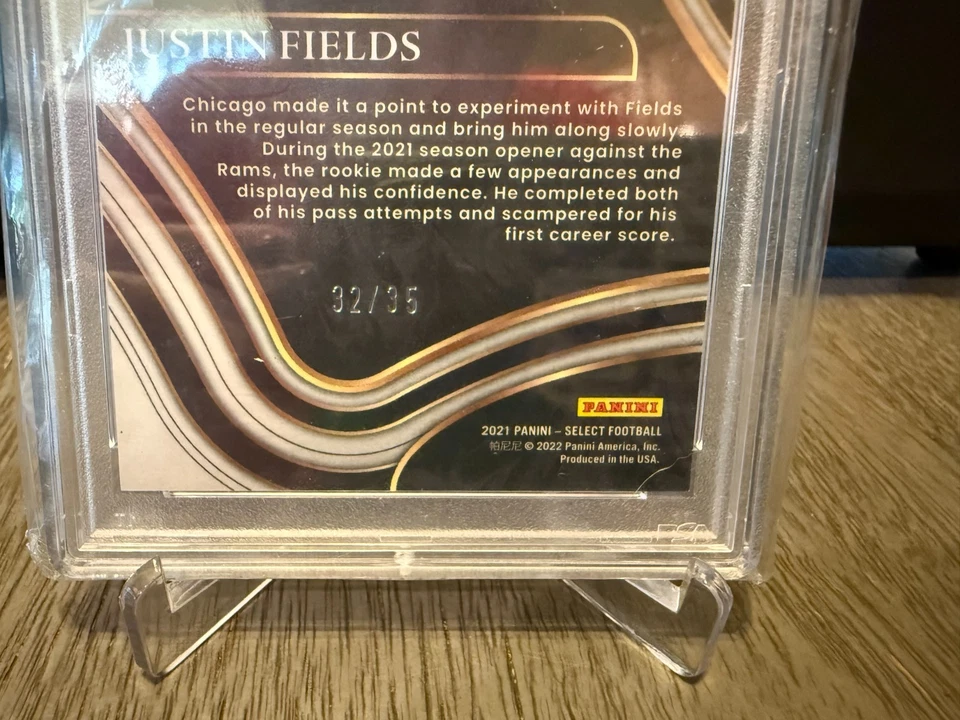 JUSTIN FIELDS
Chicago made it a point to experiment with Fields
in the regular season and bring him along slowly.
During the 2021 season opener against the
Rams, the rookie made a few appearances and
displayed his confidence. He completed both
of his pass attempts and scampered for his
first career score.
32/35
PANINI
2021 PANINI – SELECT FOOTBALL
帕尼尼 © 2022 Panini America, Inc.
Produced in the USA.
PSA